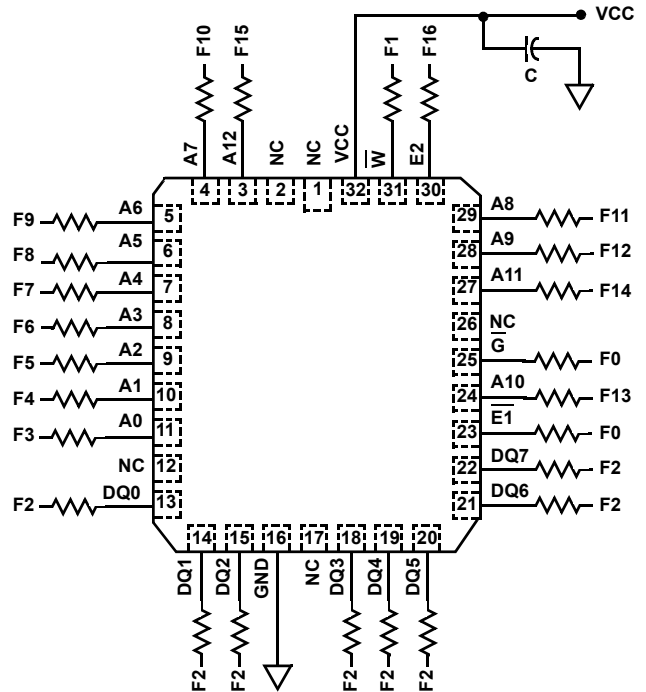 VCC
C
F10 F15 F1 F16
A7 A12 NC NC VCC W E2
4 3 2 1 32 31 30
F9 A6 5 29 A8 F11
F8 A5 6 28 A9 F12
F7 A4 7 27 A11 F14
F6 A3 8 26 NC
F5 A2 9 25 G F0
F4 A1 10 24 A10 F13
F3 A0 11 23 E1 F0
NC 12 22 DQ7 F2
F2 DQ0 13 21 DQ6 F2
14 15 16 17 18 19 20
DQ1 DQ2 GND NC DQ3 DQ4 DQ5
F2 F2 F2 F2 F2